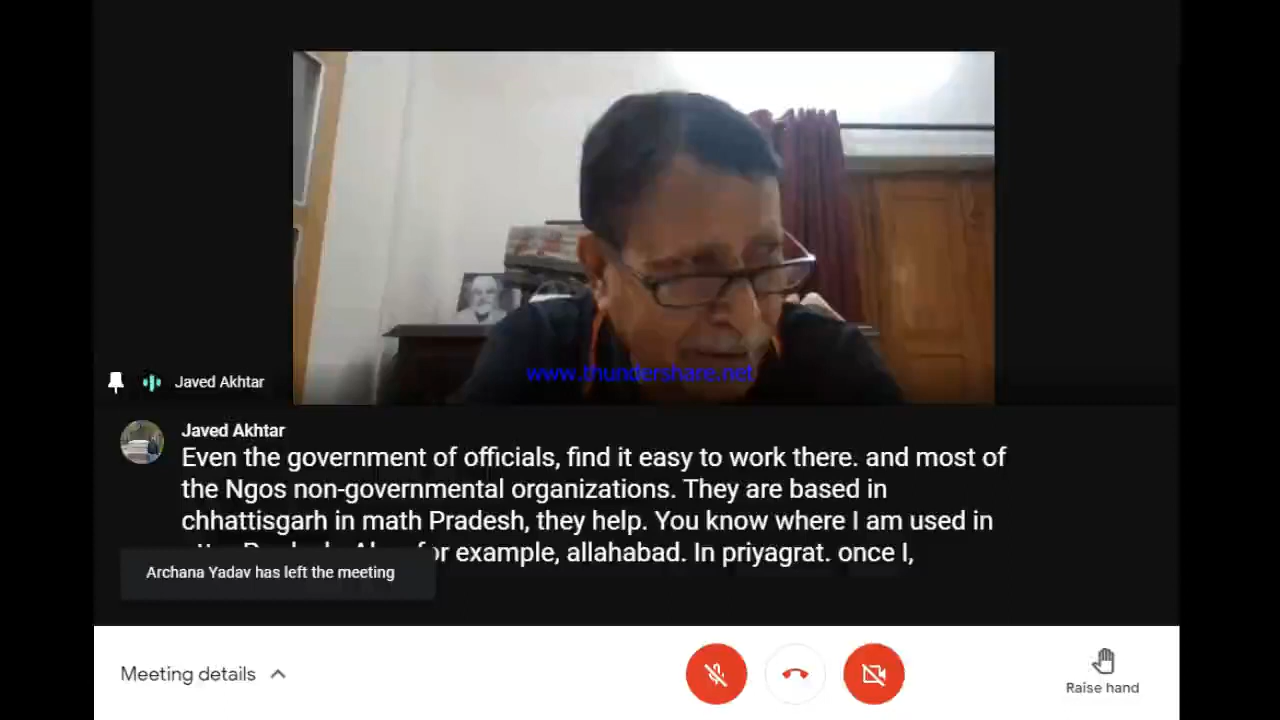 www.thundershare.net
Javed Akhtar
Javed Akhtar
Even the government of officials, find it easy to work there. and most of
the Ngos non-governmental organizations. They are based in
chhattisgarh in math Pradesh, they help. You know where I am used in
for example, allahabad. In priyagrat. once I,
Archana Yadav has left the meeting
Meeting details
Raise hand